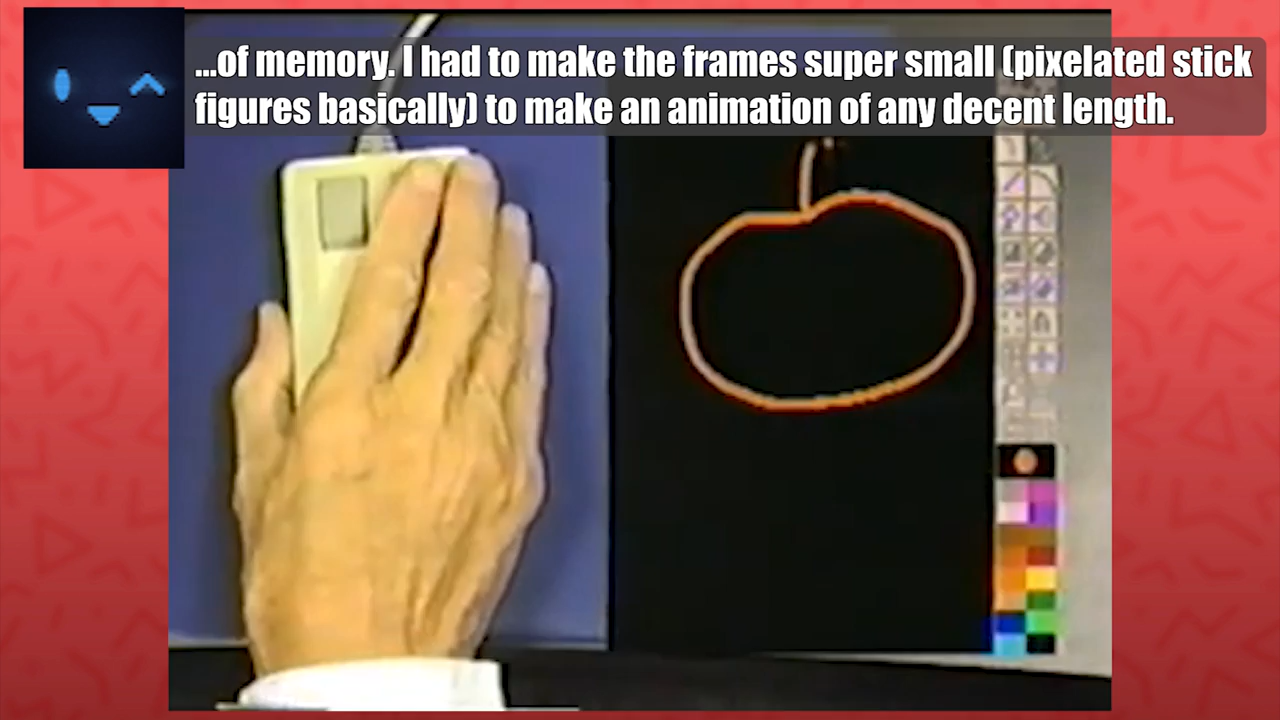 ...of memory. I had to make the frames super small (pixelated stick
figures basically) to make an animation of any decent length.